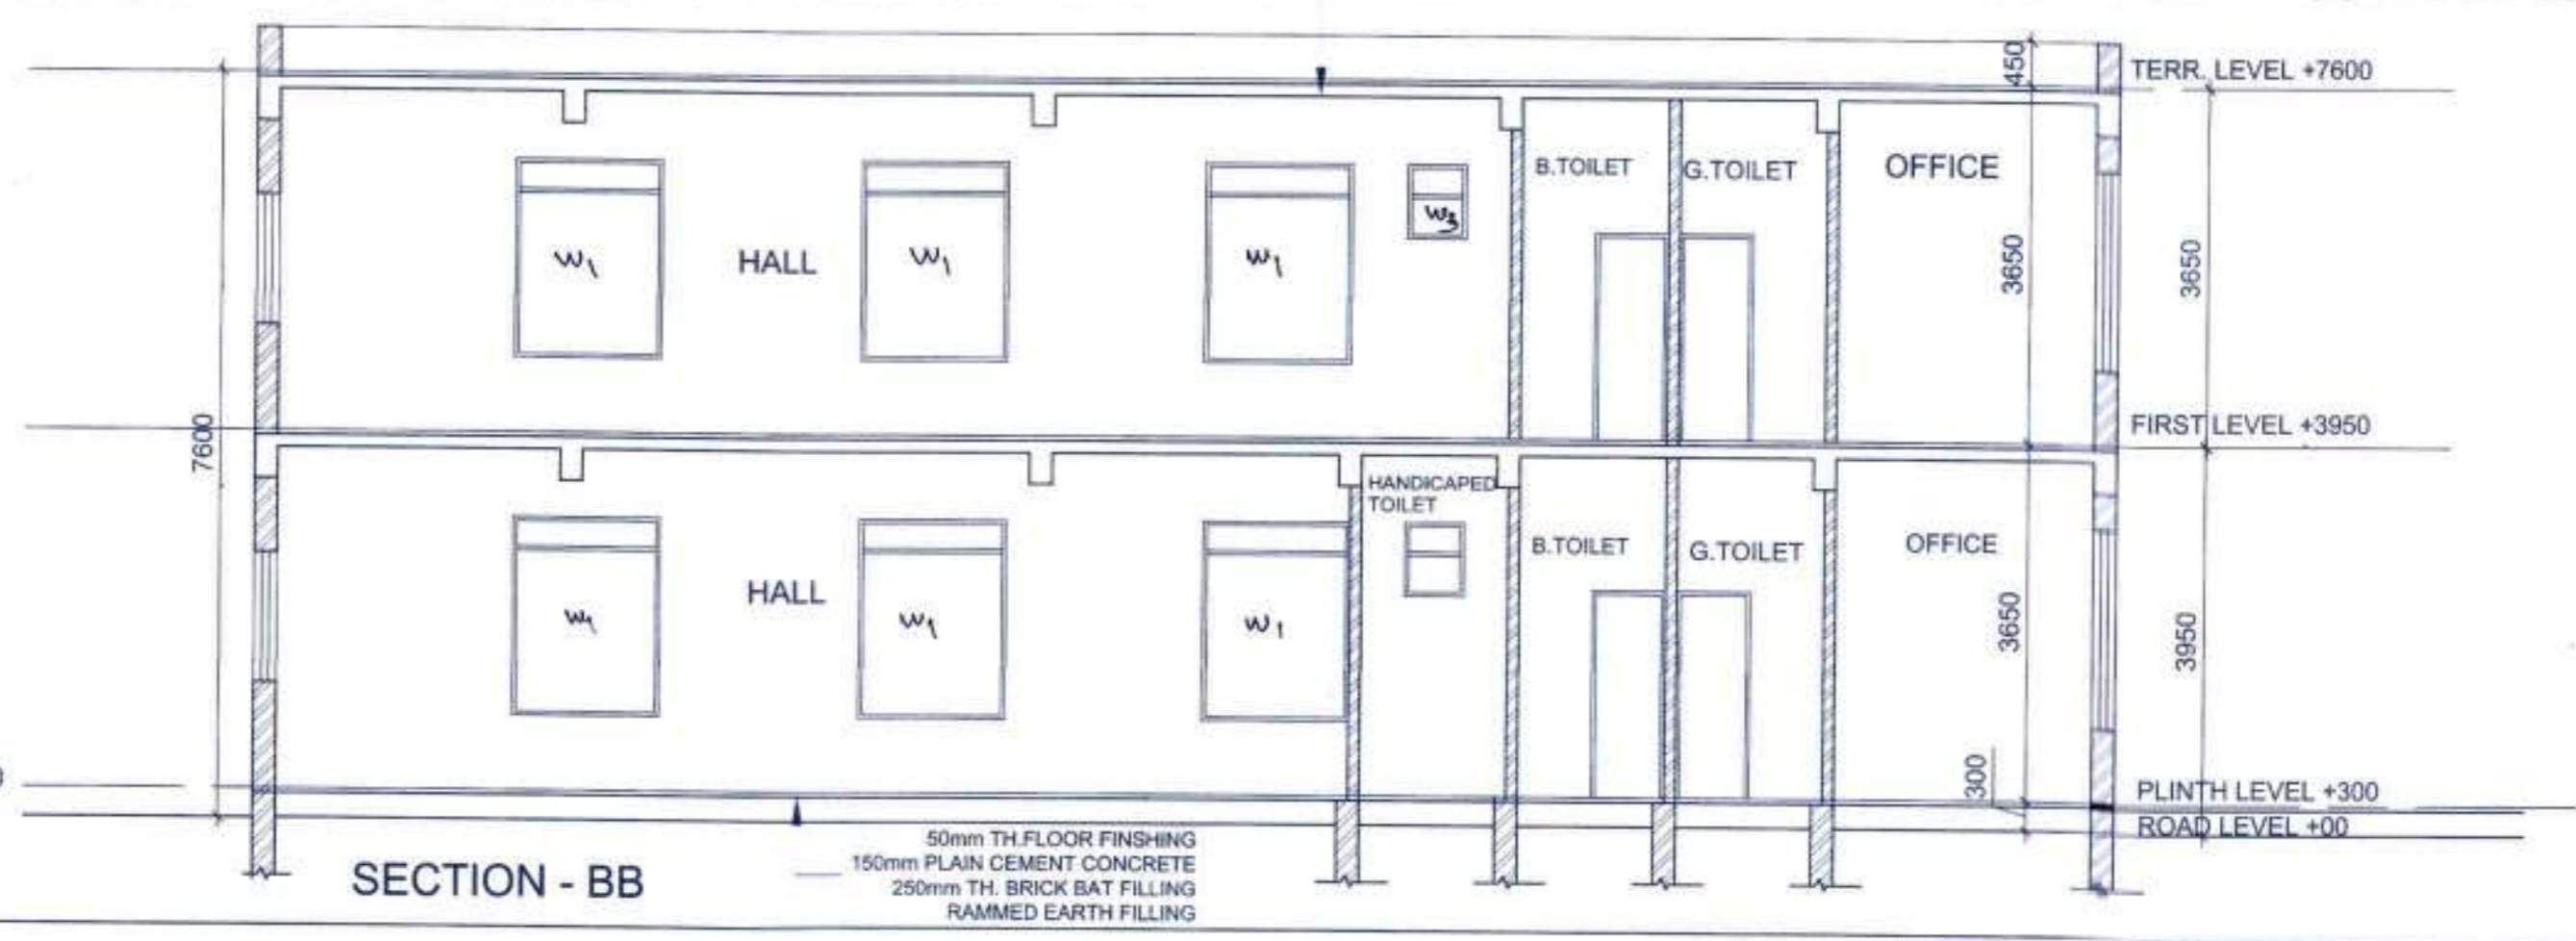 450
TERR. LEVEL +7600
B.TOILET
G.TOILET
OFFICE
W1
HALL
W1
W1
W3
3650
3650
7600
FIRST LEVEL +3950
HANDICAPED
TOILET
B.TOILET
G.TOILET
OFFICE
HALL
W1
W1
W1
3650
3950
300
PLINTH LEVEL +300
ROAD LEVEL +00
SECTION - BB
50mm TH.FLOOR FINSHING
150mm PLAIN CEMENT CONCRETE
250mm TH. BRICK BAT FILLING
RAMMED EARTH FILLING